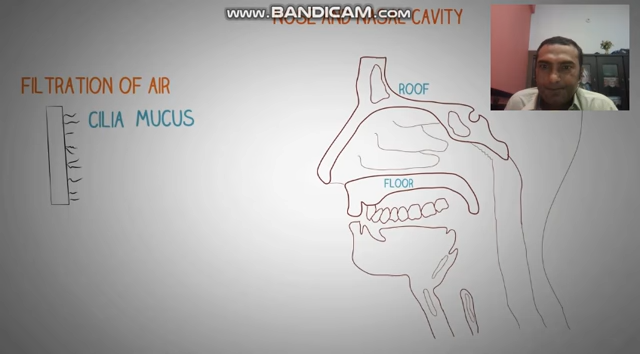 www.BANDICAM.com
NOSE AND NASAL CAVITY
FILTRATION OF AIR
ROOF
CILIA MUCUS
FLOOR